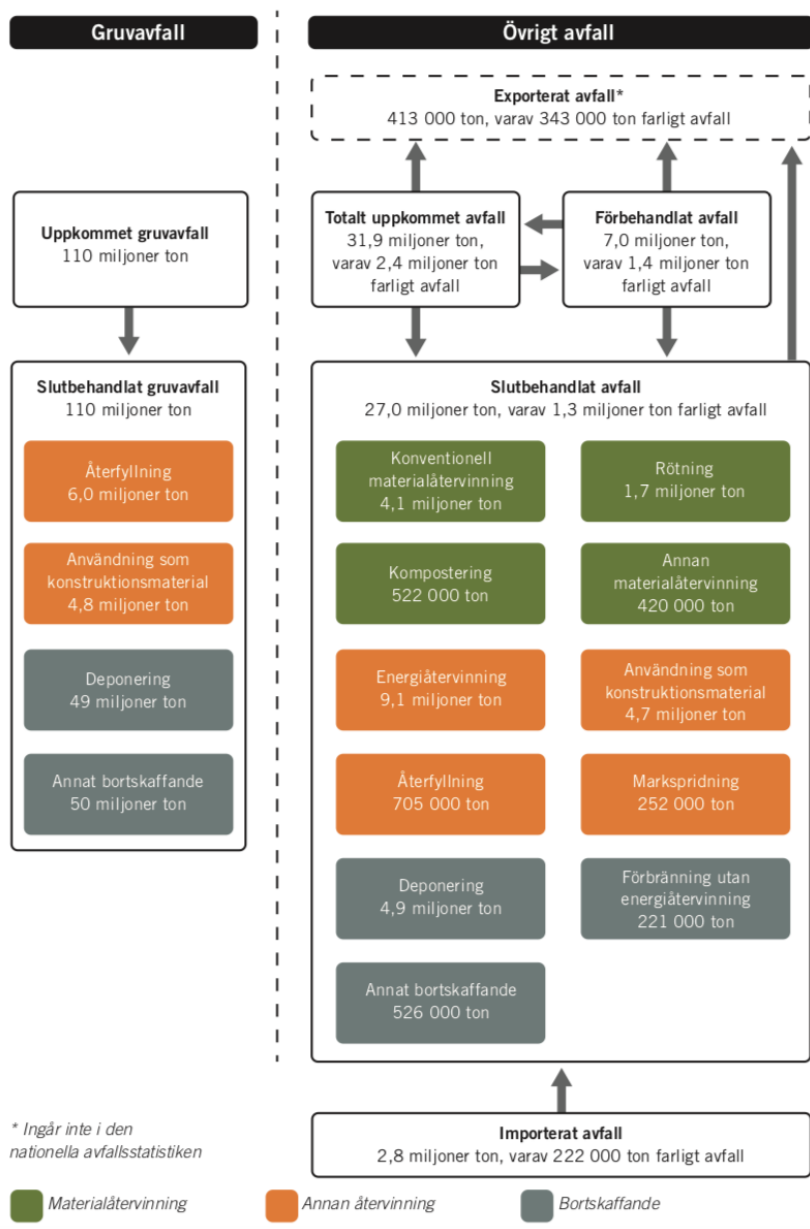 Gruvavfall
Övrigt avfall
Exporterat avfall*
413 000 ton, varav 343 000 ton farligt avfall
Uppkommet gruvavfall
110 miljoner ton
Totalt uppkommet avfall
31,9 miljoner ton,
varav 2,4 miljoner ton
farligt avfall
Förbehandlat avfall
7,0 miljoner ton,
varav 1,4 miljoner ton
farligt avfall
Slutbehandlat gruvavfall
110 miljoner ton
Återfyllning
6,0 miljoner ton
Användning som
konstruktionsmaterial
4,8 miljoner ton
Deponering
49 miljoner ton
Annat bortskaffande
50 miljoner ton
Slutbehandlat avfall
27,0 miljoner ton, varav 1,3 miljoner ton farligt avfall
Konventionell
materialåtervinning
4,1 miljoner ton
Rötning
1,7 miljoner ton
Kompostering
522 000 ton
Annan
materialåtervinning
420 000 ton
Energiåtervinning
9,1 miljoner ton
Användning som
konstruktionsmaterial
4,7 miljoner ton
Återfyllning
705 000 ton
Markspridning
252 000 ton
Deponering
4,9 miljoner ton
Förbränning utan
energiåtervinning
221 000 ton
Annat bortskaffande
526 000 ton
Importerat avfall
2,8 miljoner ton, varav 222 000 ton farligt avfall
* Ingår inte i den
nationella avfallsstatistiken
Materialåtervinning
Annan återvinning
Bortskaffande